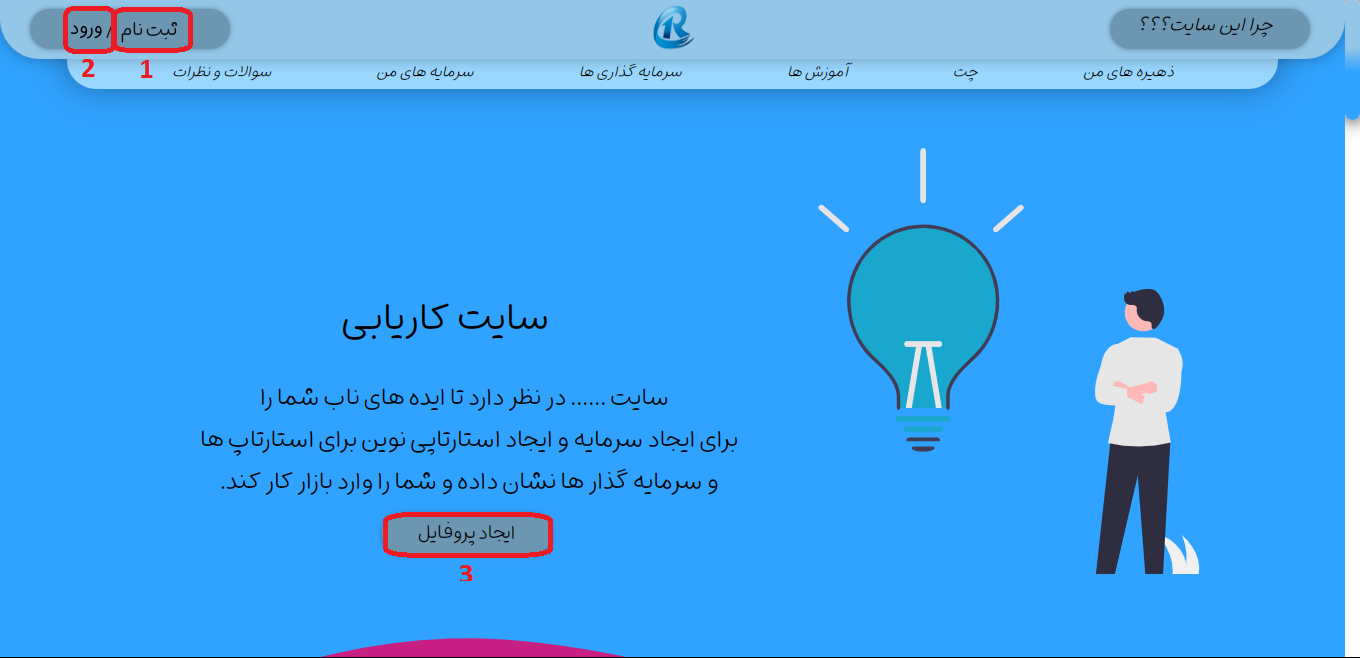 چرا این سایت؟؟؟
ثبت نام / ورود
1
2
ذهیره های من
چت
آموزش ها
سرمایه گذاری ها
سرمایه های من
سوالات و نظرات
سایت کاریابی
سایت ...... در نظر دارد تا ایده های ناب شما را
برای ایجاد سرمایه و ایجاد استارتاپی نوین برای استارتاپ ها
و سرمایه گذار ها نشان داده و شما را وارد بازار کار کند.
ایجاد پروفایل
3